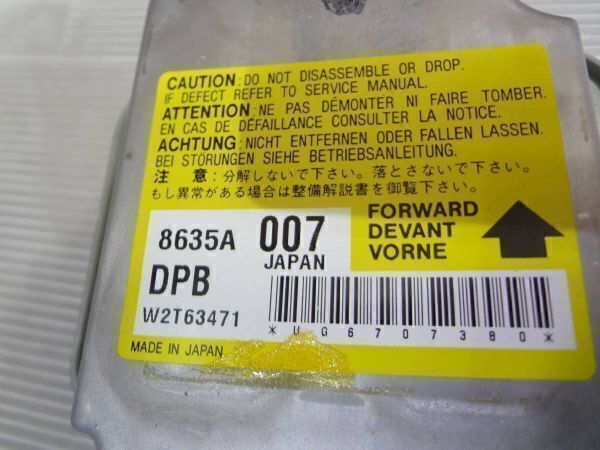 CAUTION: DO NOT DISASSEMBLE OR DROP.
IF DEFECT REFER TO SERVICE MANUAL.
ATTENTION: NE PAS DÉMONTER NI FAIRE TOMBER.
EN CAS DE DÉFAILLANCE CONSULTER LA NOTICE.
ACHTUNG: NICHT ENTFERNEN ODER FALLEN LASSEN.
BEI STÖRUNGEN SIEHE BETRIEBSANLEITUNG.
注 意:分解しないで下さい。落とさないで下さい。
もし異常がある場合は整備解説書を御覧下さい。
8635A 007
JAPAN
DPB
W2T63471
FORWARD
DEVANT
VORNE
*UG6707380*
MADE IN JAPAN